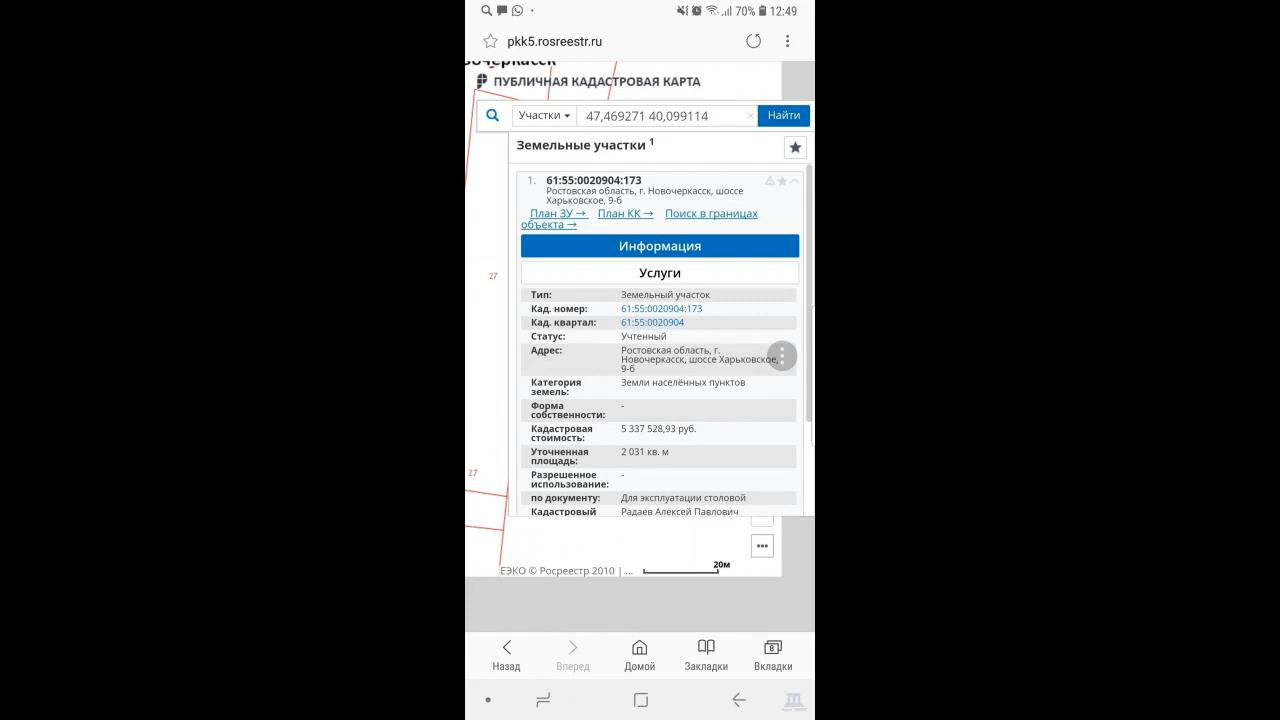 70% 12:49
pkk5.rosreestr.ru
вочеркасск
ПУБЛИЧНАЯ КАДАСТРОВАЯ КАРТА
Участки 47,469271 40,099114 × Найти
Земельные участки 1
1. 61:55:0020904:173
Ростовская область, г. Новочеркасск, шоссе
Харьковское, 9-б
План ЗУ → План КК → Поиск в границах
объекта →
Информация
Услуги
27
Тип: Земельный участок
Кад. номер: 61:55:0020904:173
Кад. квартал: 61:55:0020904
Статус: Учтенный
Адрес: Ростовская область, г.
Новочеркасск, шоссе Харьковское,
9-б
Категория земель: Земли населённых пунктов
Форма собственности: -
Кадастровая стоимость: 5 337 528,93 руб.
Уточненная площадь: 2 031 кв. м
27
Разрешенное использование: -
по документу: Для эксплуатации столовой
Кадастровый Радаев Алексей Павлович
20м
ЕЭКО © Росреестр 2010 | ...
Назад Вперед Домой Закладки 8 Вкладки